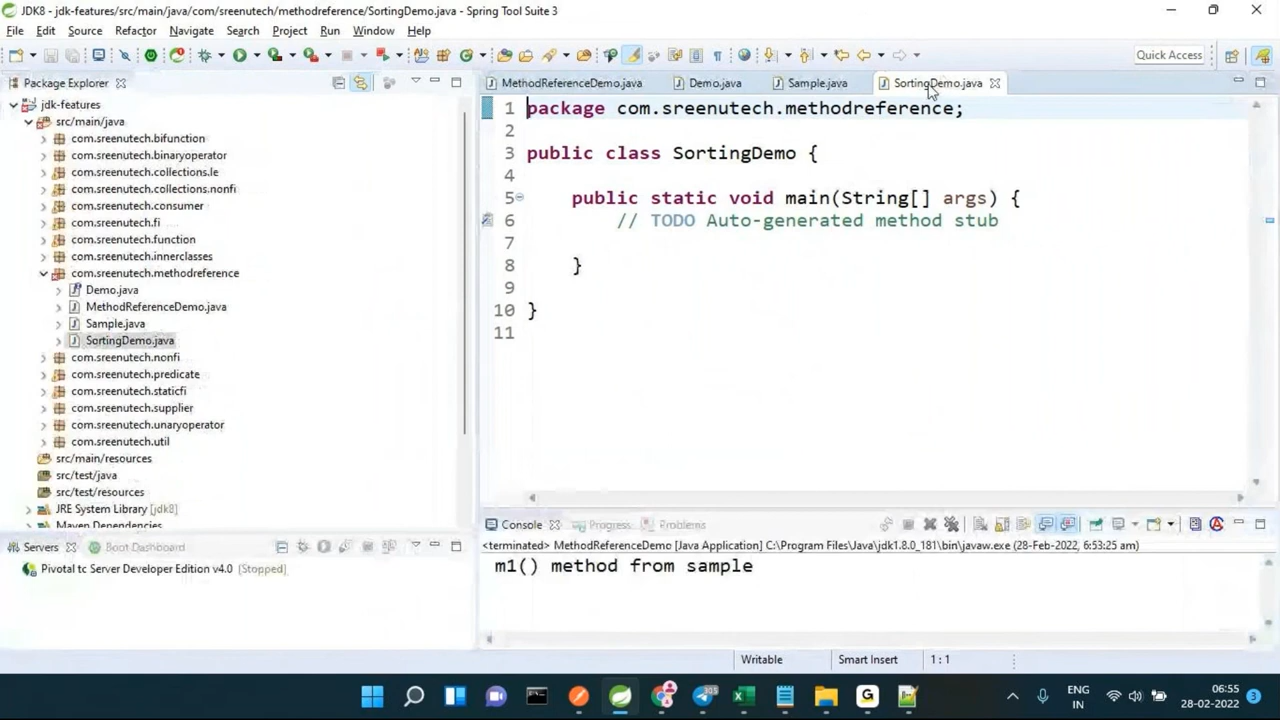 JDK8 - jdk-features/src/main/java/com/sreenutech/methodreference/SortingDemo.java - Spring Tool Suite 3
File Edit Source Refactor Navigate Search Project Run Window Help
Quick Access
Package Explorer
jdk-features
src/main/java
com.sreenutech.bifunction
com.sreenutech.binaryoperator
com.sreenutech.collections.le
com.sreenutech.collections.nonfi
com.sreenutech.consumer
com.sreenutech.fi
com.sreenutech.function
com.sreenutech.innerclasses
com.sreenutech.methodreference
Demo.java
MethodReferenceDemo.java
Sample.java
SortingDemo.java
com.sreenutech.nonfi
com.sreenutech.predicate
com.sreenutech.staticfi
com.sreenutech.supplier
com.sreenutech.unaryoperator
com.sreenutech.util
src/main/resources
src/test/java
src/test/resources
JRE System Library [jdk8]
Maven Dependencies
Servers Boot Dashboard
Pivotal tc Server Developer Edition v4.0 [Stopped]
MethodReferenceDemo.java Demo.java Sample.java SortingDemo.java
1 package com.sreenutech.methodreference;
2
3 public class SortingDemo {
4
5 public static void main(String[] args) {
6 // TODO Auto-generated method stub
7
8 }
9
10 }
11
Console Progress Problems
<terminated> MethodReferenceDemo [Java Application] C:\Program Files\Java\jdk1.8.0_181\bin\javaw.exe (28-Feb-2022, 6:53:25 am)
m1() method from sample
Writable Smart Insert 1 : 1
ENG
IN
06:55
28-02-2022
3